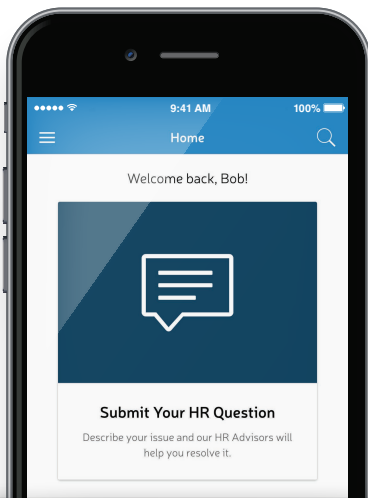 9:41 AM
100%
Home
Welcome back, Bob!
Submit Your HR Question
Describe your issue and our HR Advisors will
help you resolve it.